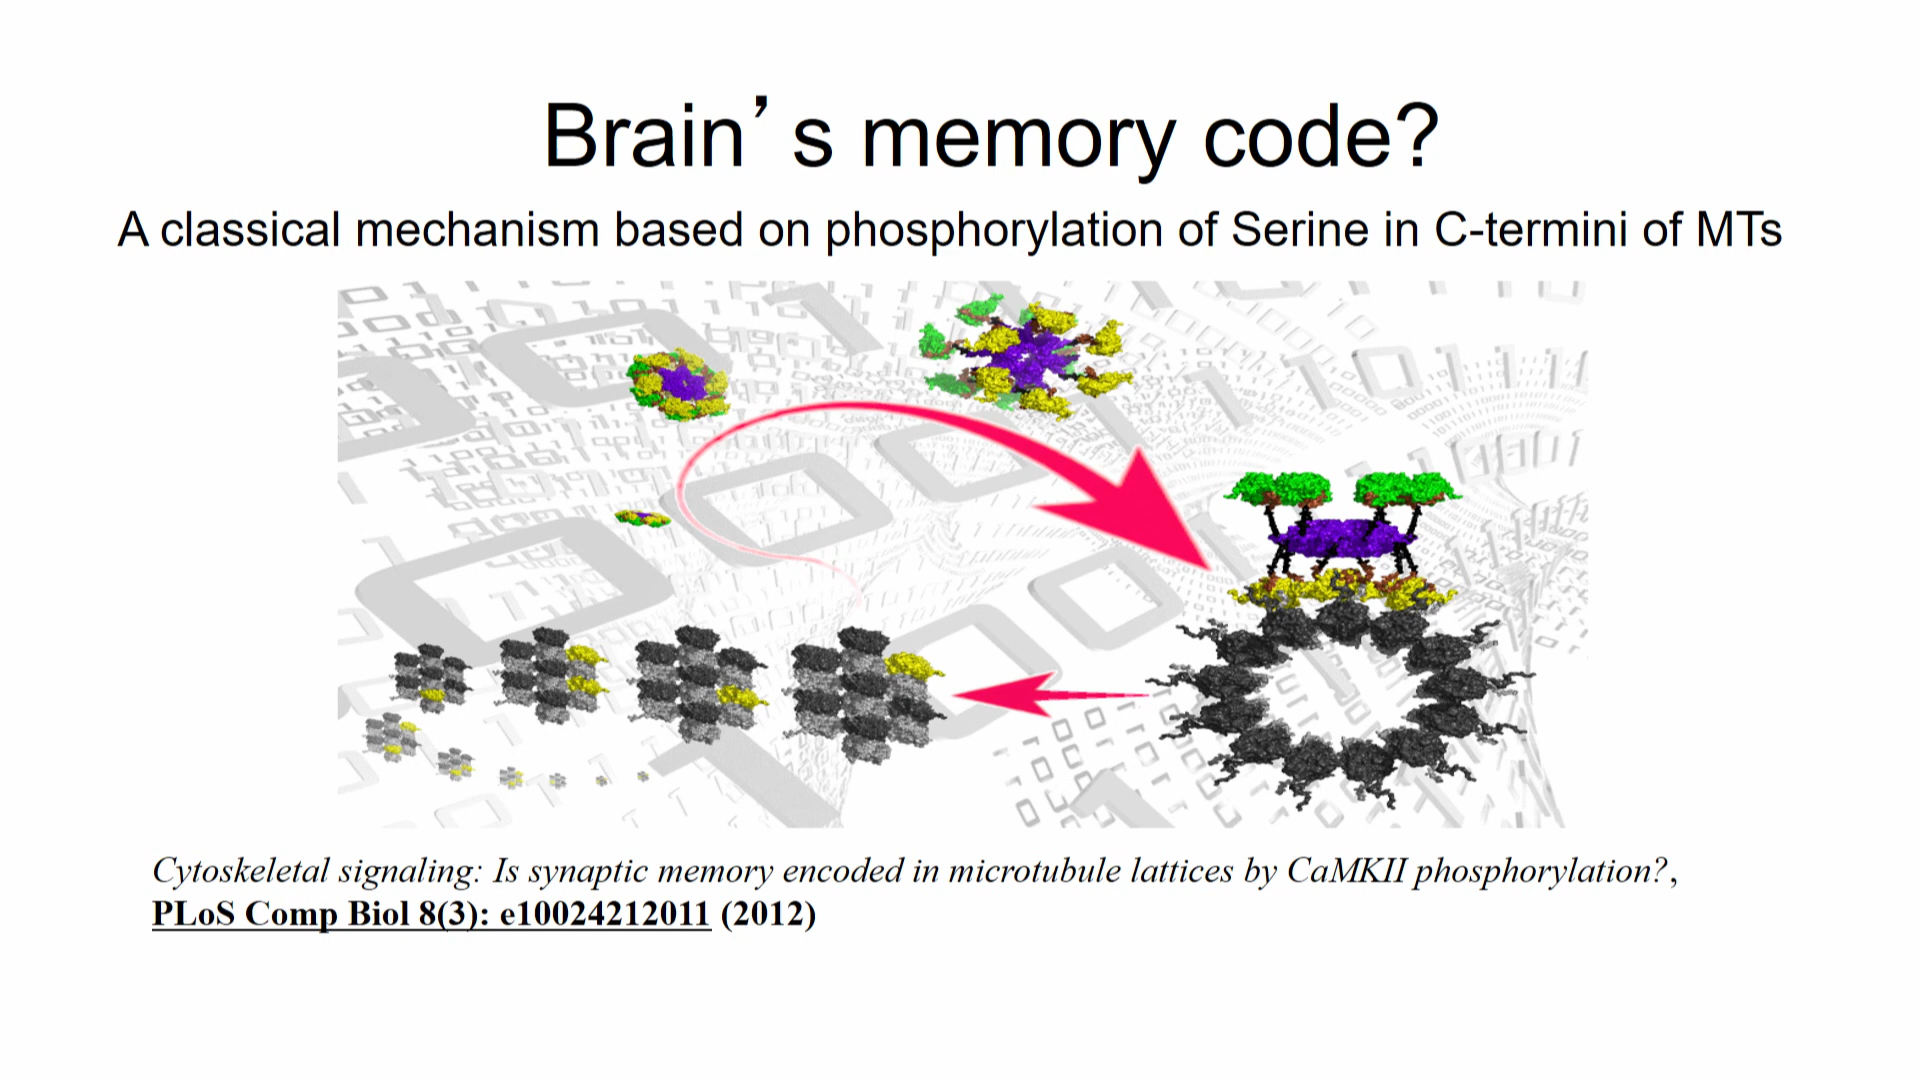 Brain’s memory code?
A classical mechanism based on phosphorylation of Serine in C-termini of MTs
Cytoskeletal signaling: Is synaptic memory encoded in microtubule lattices by CaMKII phosphorylation?,
PLoS Comp Biol 8(3): e10024212011 (2012)